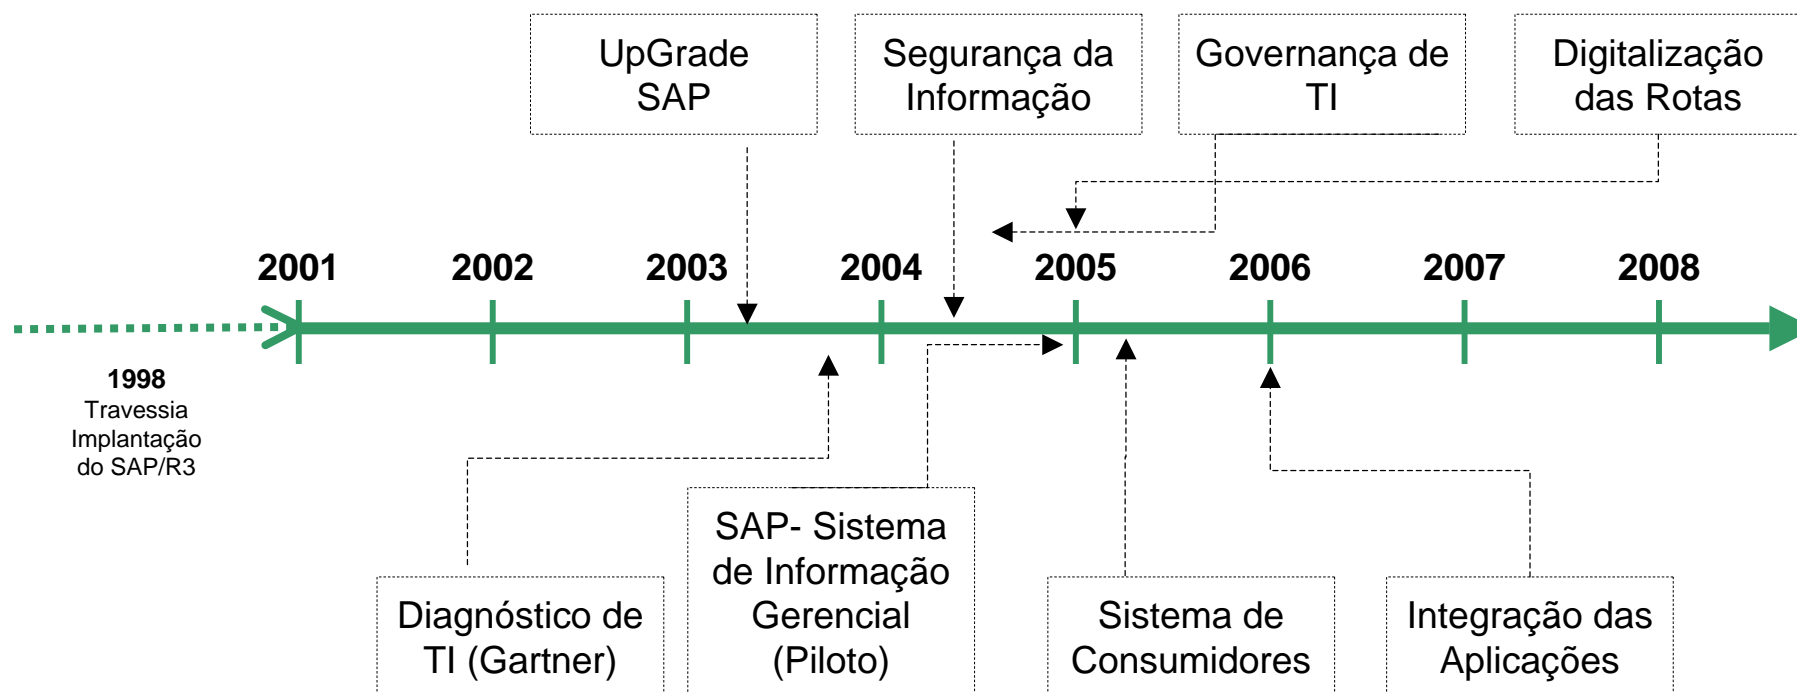 UpGrade
SAP
Segurança da
Informação
Governança de
TI
Digitalização
das Rotas
2001
2002
2003
2004
2005
2006
2007
2008
1998
Travessia
Implantação
do SAP/R3
Diagnóstico de
TI (Gartner)
SAP- Sistema
de Informação
Gerencial
(Piloto)
Sistema de
Consumidores
Integração das
Aplicações